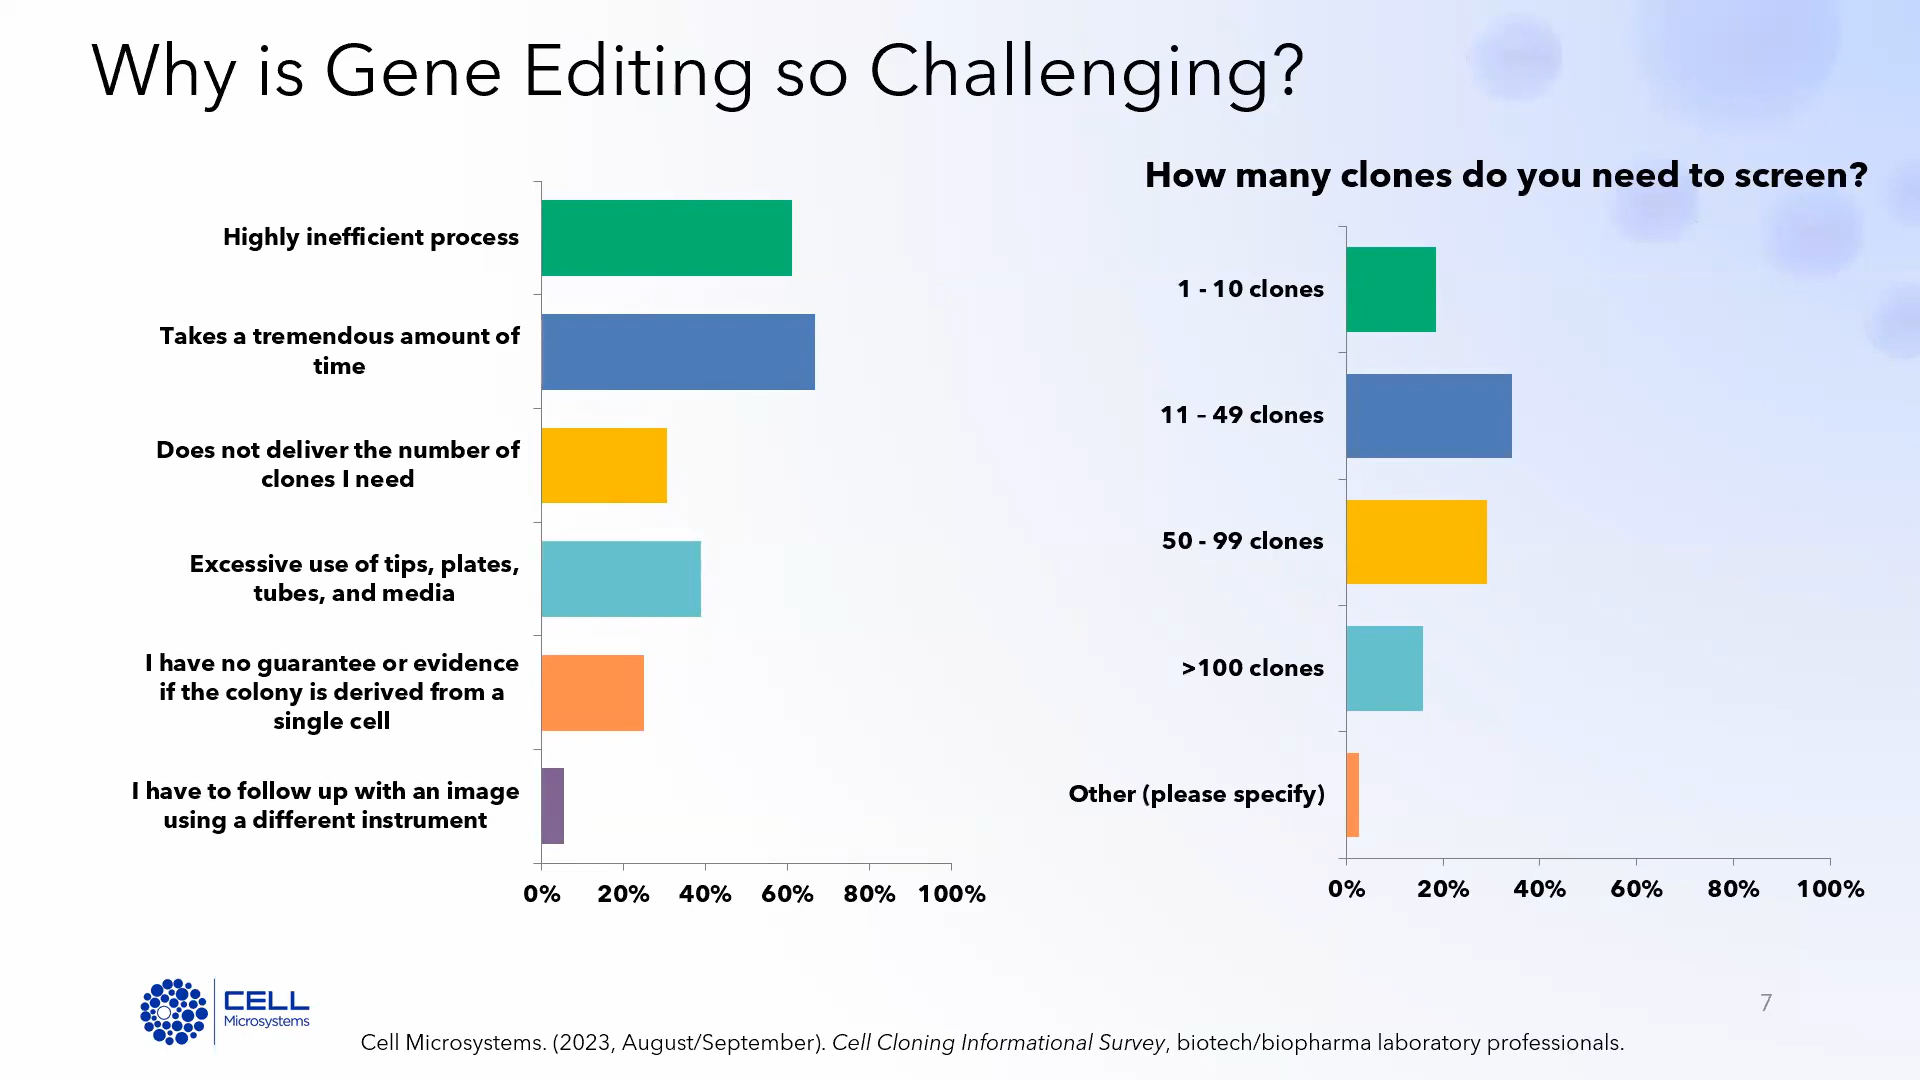 Why is Gene Editing so Challenging?
Highly inefficient process
Takes a tremendous amount of
time
Does not deliver the number of
clones I need
Excessive use of tips, plates,
tubes, and media
I have no guarantee or evidence
if the colony is derived from a
single cell
I have to follow up with an image
using a different instrument
0% 20% 40% 60% 80% 100%
How many clones do you need to screen?
1 - 10 clones
11 – 49 clones
50 - 99 clones
>100 clones
Other (please specify)
0% 20% 40% 60% 80% 100%
CELL
Microsystems
Cell Microsystems. (2023, August/September). Cell Cloning Informational Survey, biotech/biopharma laboratory professionals.
7